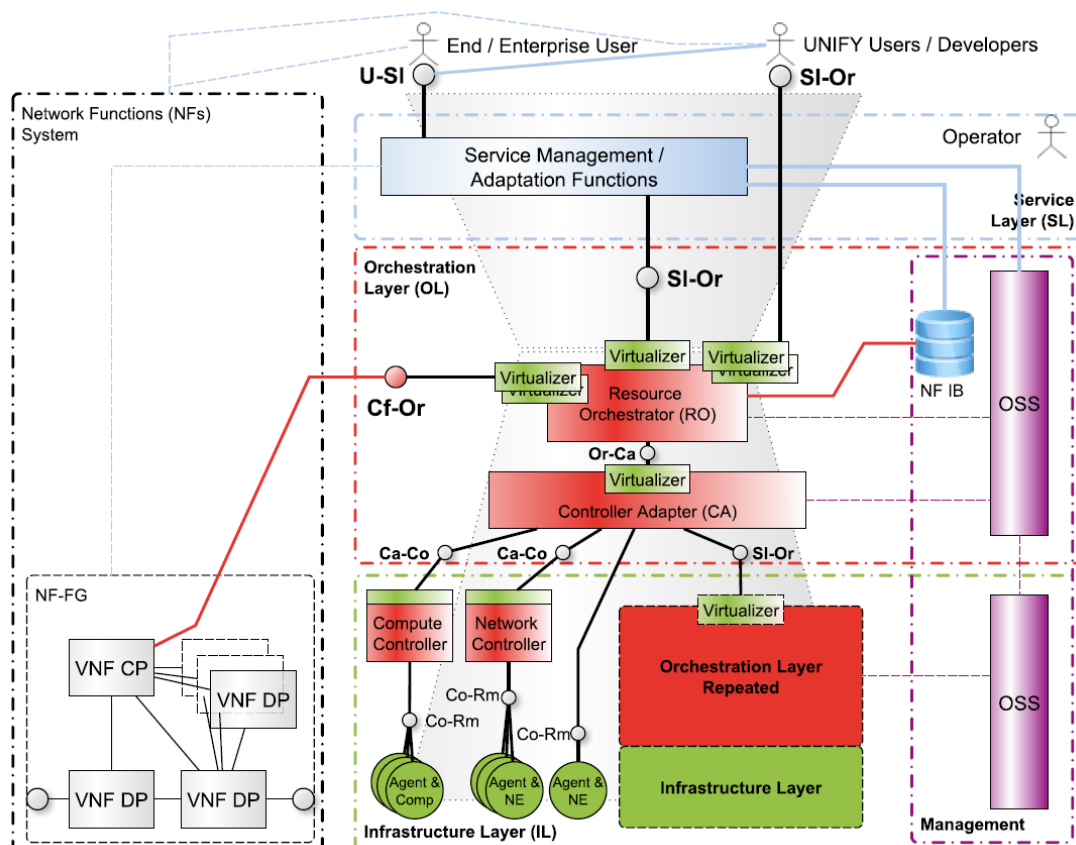 End / Enterprise User
UNIFY Users / Developers
U-Sl
Sl-Or
Network Functions (NFs)
System
Operator
Service Management /
Adaptation Functions
Service
Layer (SL)
Orchestration
Layer (OL)
Sl-Or
Virtualizer
Virtualizer
Virtualizer
Virtualizer
Virtualizer
Cf-Or
Resource
Orchestrator (RO)
NF IB
OSS
Or-Ca
Virtualizer
Controller Adapter (CA)
Ca-Co
Ca-Co
Sl-Or
NF-FG
Virtualizer
Compute
Controller
Network
Controller
VNF CP
VNF DP
Orchestration Layer
Repeated
OSS
Co-Rm
Co-Rm
Co-Rm
VNF DP
VNF DP
Agent &
Comp
Agent &
NE
Agent &
NE
Infrastructure Layer
Infrastructure Layer (IL)
Management